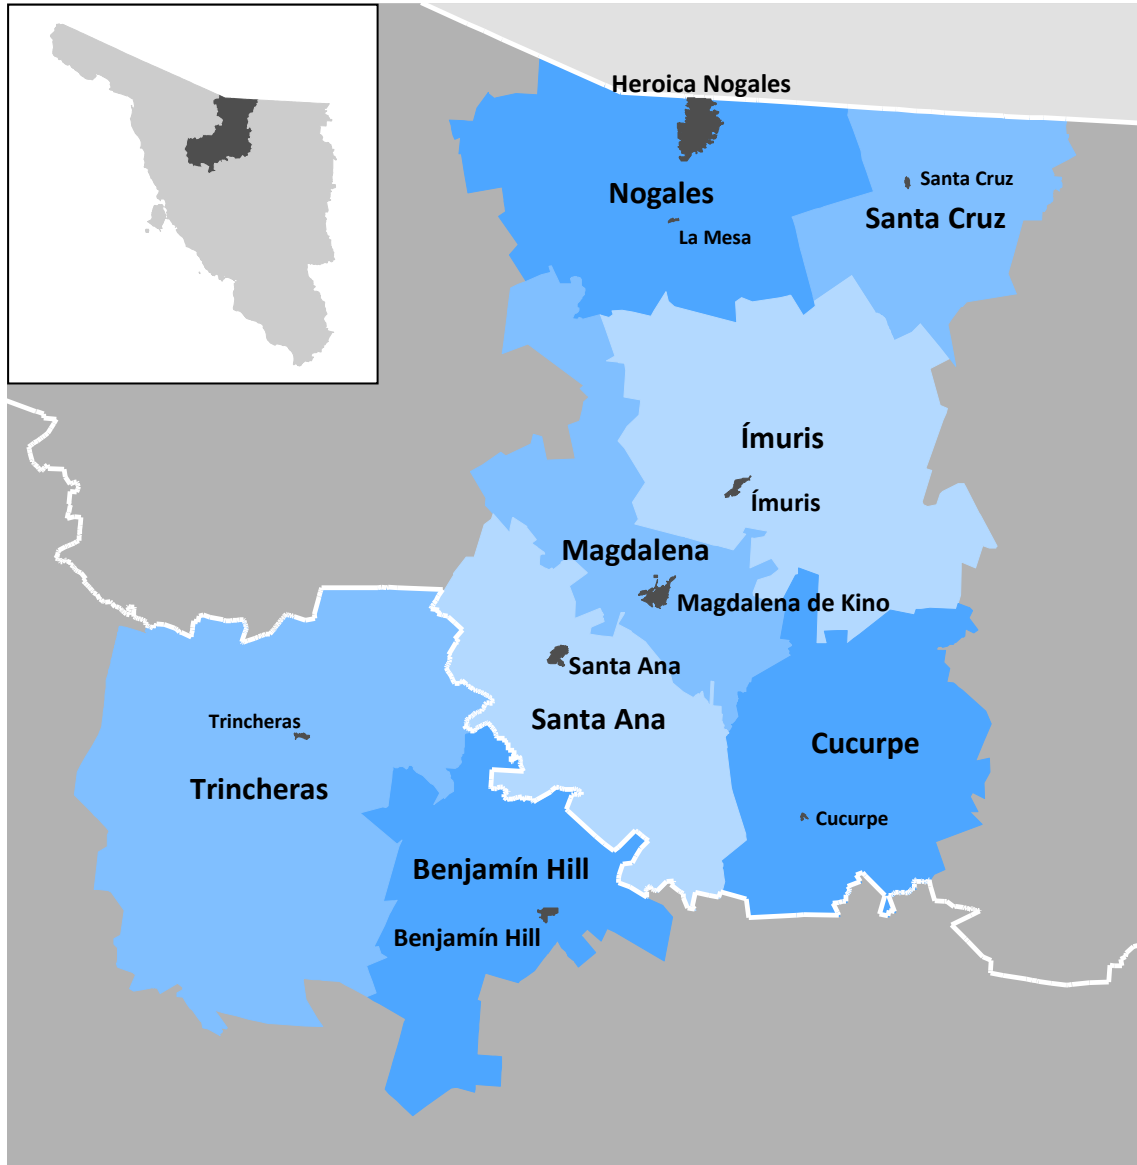 Heroica Nogales
Santa Cruz
Nogales
Santa Cruz
La Mesa
Ímuris
Ímuris
Magdalena
Magdalena de Kino
Santa Ana
Santa Ana
Trincheras
Cucurpe
Trincheras
Cucurpe
Benjamín Hill
Benjamín Hill